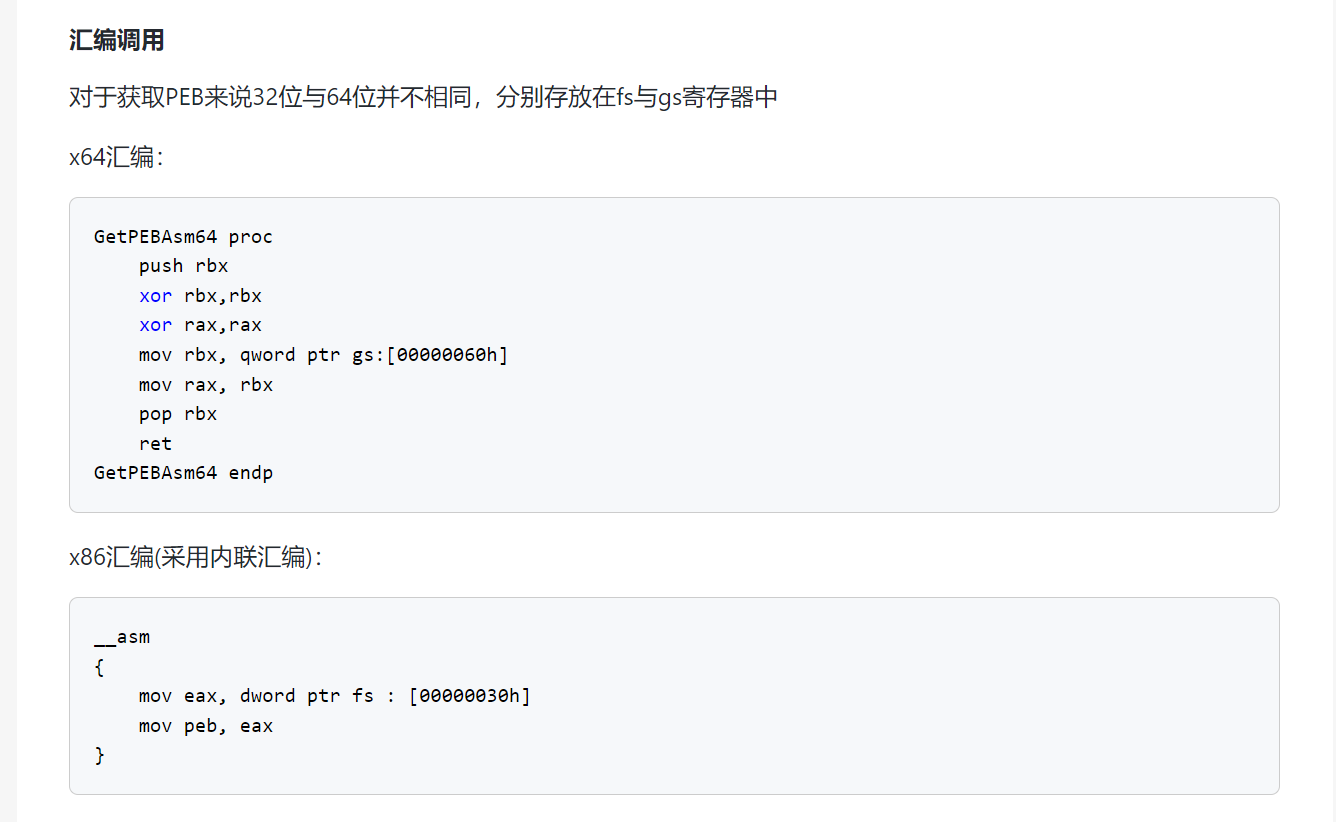 汇编调用
对于获取PEB来说32位与64位并不相同，分别存放在fs与gs寄存器中
x64汇编：
GetPEBAsm64 proc
    push rbx
    xor rbx,rbx
    xor rax,rax
    mov rbx, qword ptr gs:[00000060h]
    mov rax, rbx
    pop rbx
    ret
GetPEBAsm64 endp
x86汇编(采用内联汇编)：
__asm
{
    mov eax, dword ptr fs : [00000030h]
    mov peb, eax
}